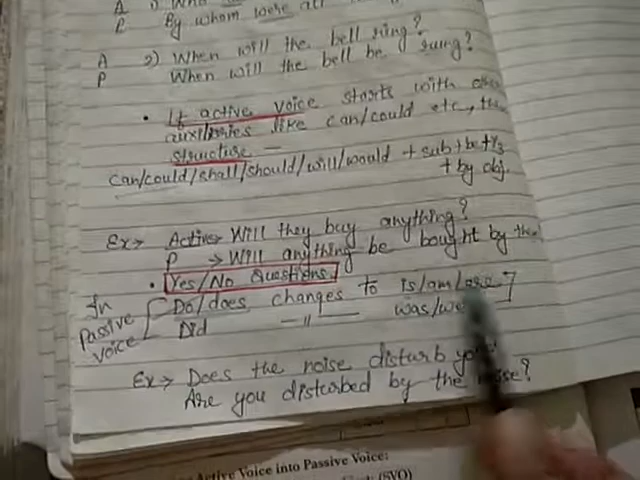 A
P By whom were all
A 2) When will the bell ring?
P When will the bell be rung?
• If active voice starts with
auxiliaries like can/could etc, the
structure –
can/could/shall/should/will/would + sub + be + V3
+ by obj.
Ex→ Active→ Will they buy anything?
P → Will anything be bought by
• Yes/No Questions.
In Passive voice
Do/does changes to is/am/are
Did —〃— was/we
Ex→ Does the noise disturb you
Are you disturbed by the noise?
Active Voice into Passive Voice:
(SVO)